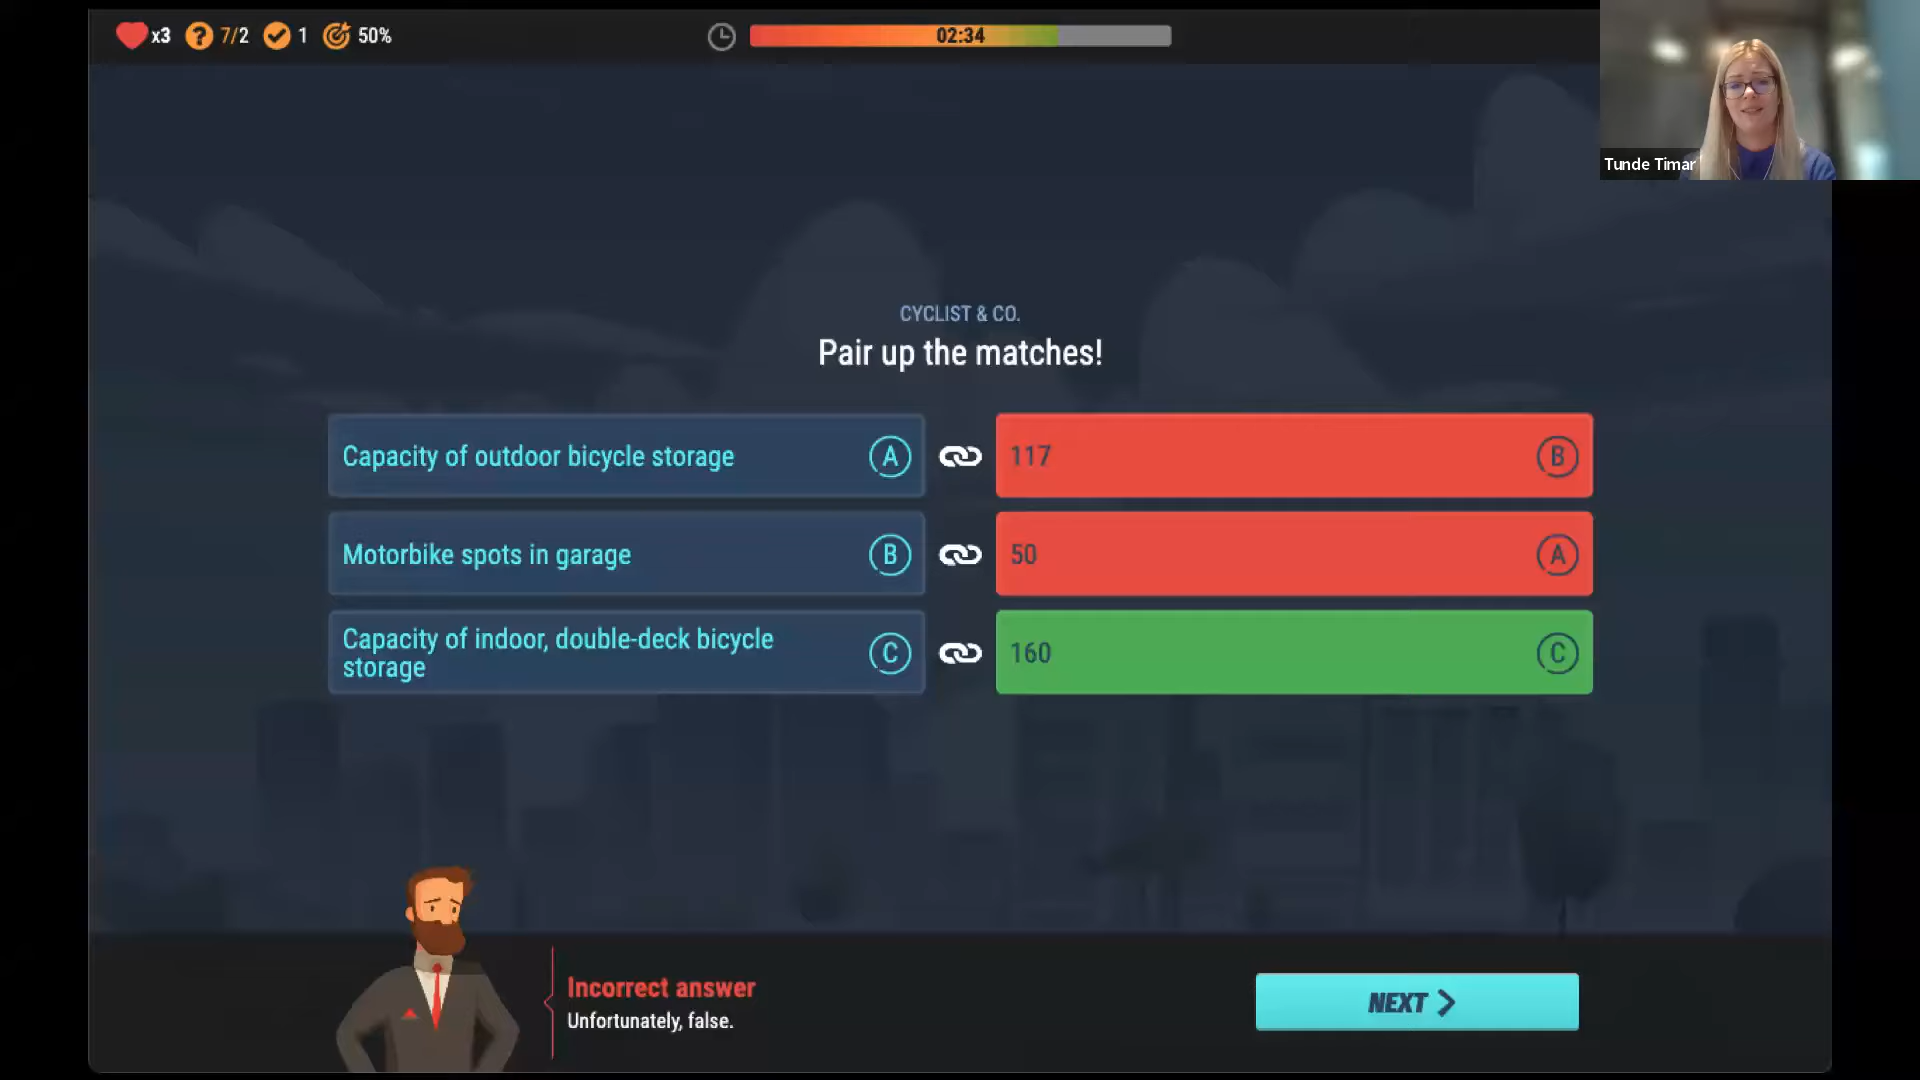 x3 7/2 1 50%
02:34
Tunde Timar
CYCLIST & CO.
Pair up the matches!
Capacity of outdoor bicycle storage A
117 B
Motorbike spots in garage B
50 A
Capacity of indoor, double-deck bicycle
storage C
160 C
Incorrect answer
Unfortunately, false.
NEXT